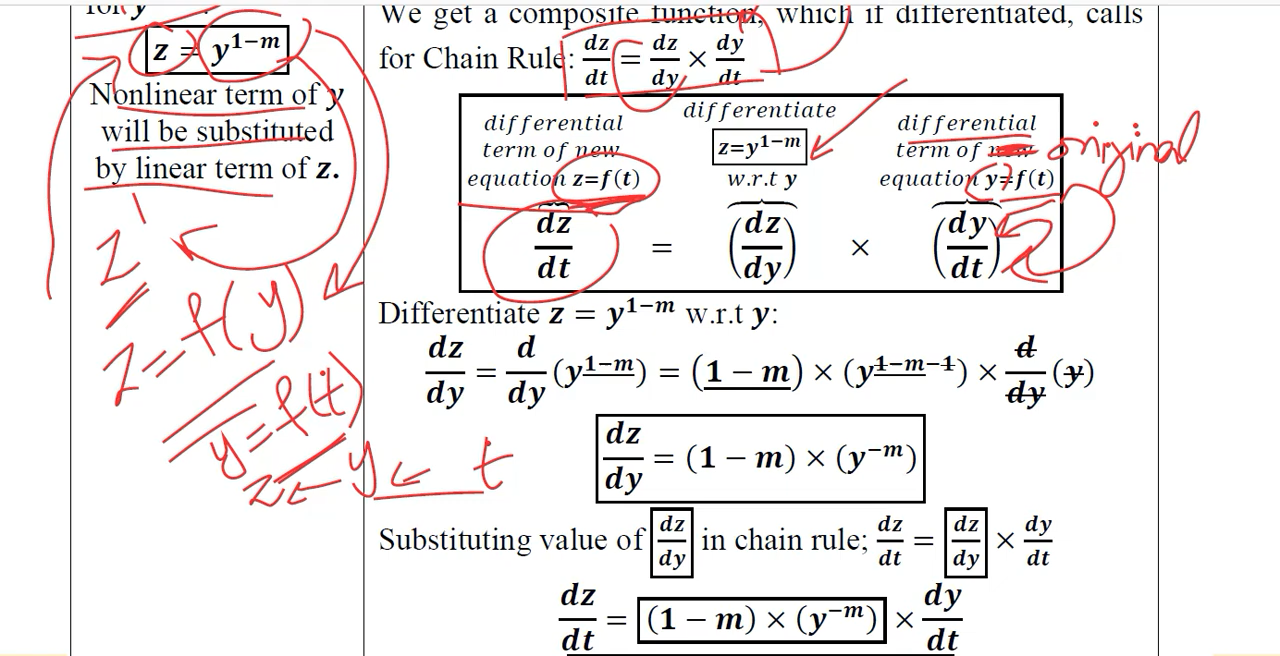 for y
z = y^{1−m}
Nonlinear term of y
will be substituted
by linear term of z.
z
z = f(y)
y = f(t)
z ← y ← t
We get a composite function, which if differentiated, calls
for Chain Rule: dz/dt = dz/dy × dy/dt
differential
term of new
equation z=f(t)
differentiate
z=y^{1−m}
w.r.t y
differential
term of new original
equation y=f(t)
dz/dt = (dz/dy) × (dy/dt)
Differentiate z = y^{1−m} w.r.t y:
dz/dy = d/dy (y^{1−m}) = (1 − m) × (y^{1−m−1}) × d/dy (y)
dz/dy = (1 − m) × (y^{−m})
Substituting value of dz/dy in chain rule; dz/dt = dz/dy × dy/dt
dz/dt = (1 − m) × (y^{−m}) × dy/dt